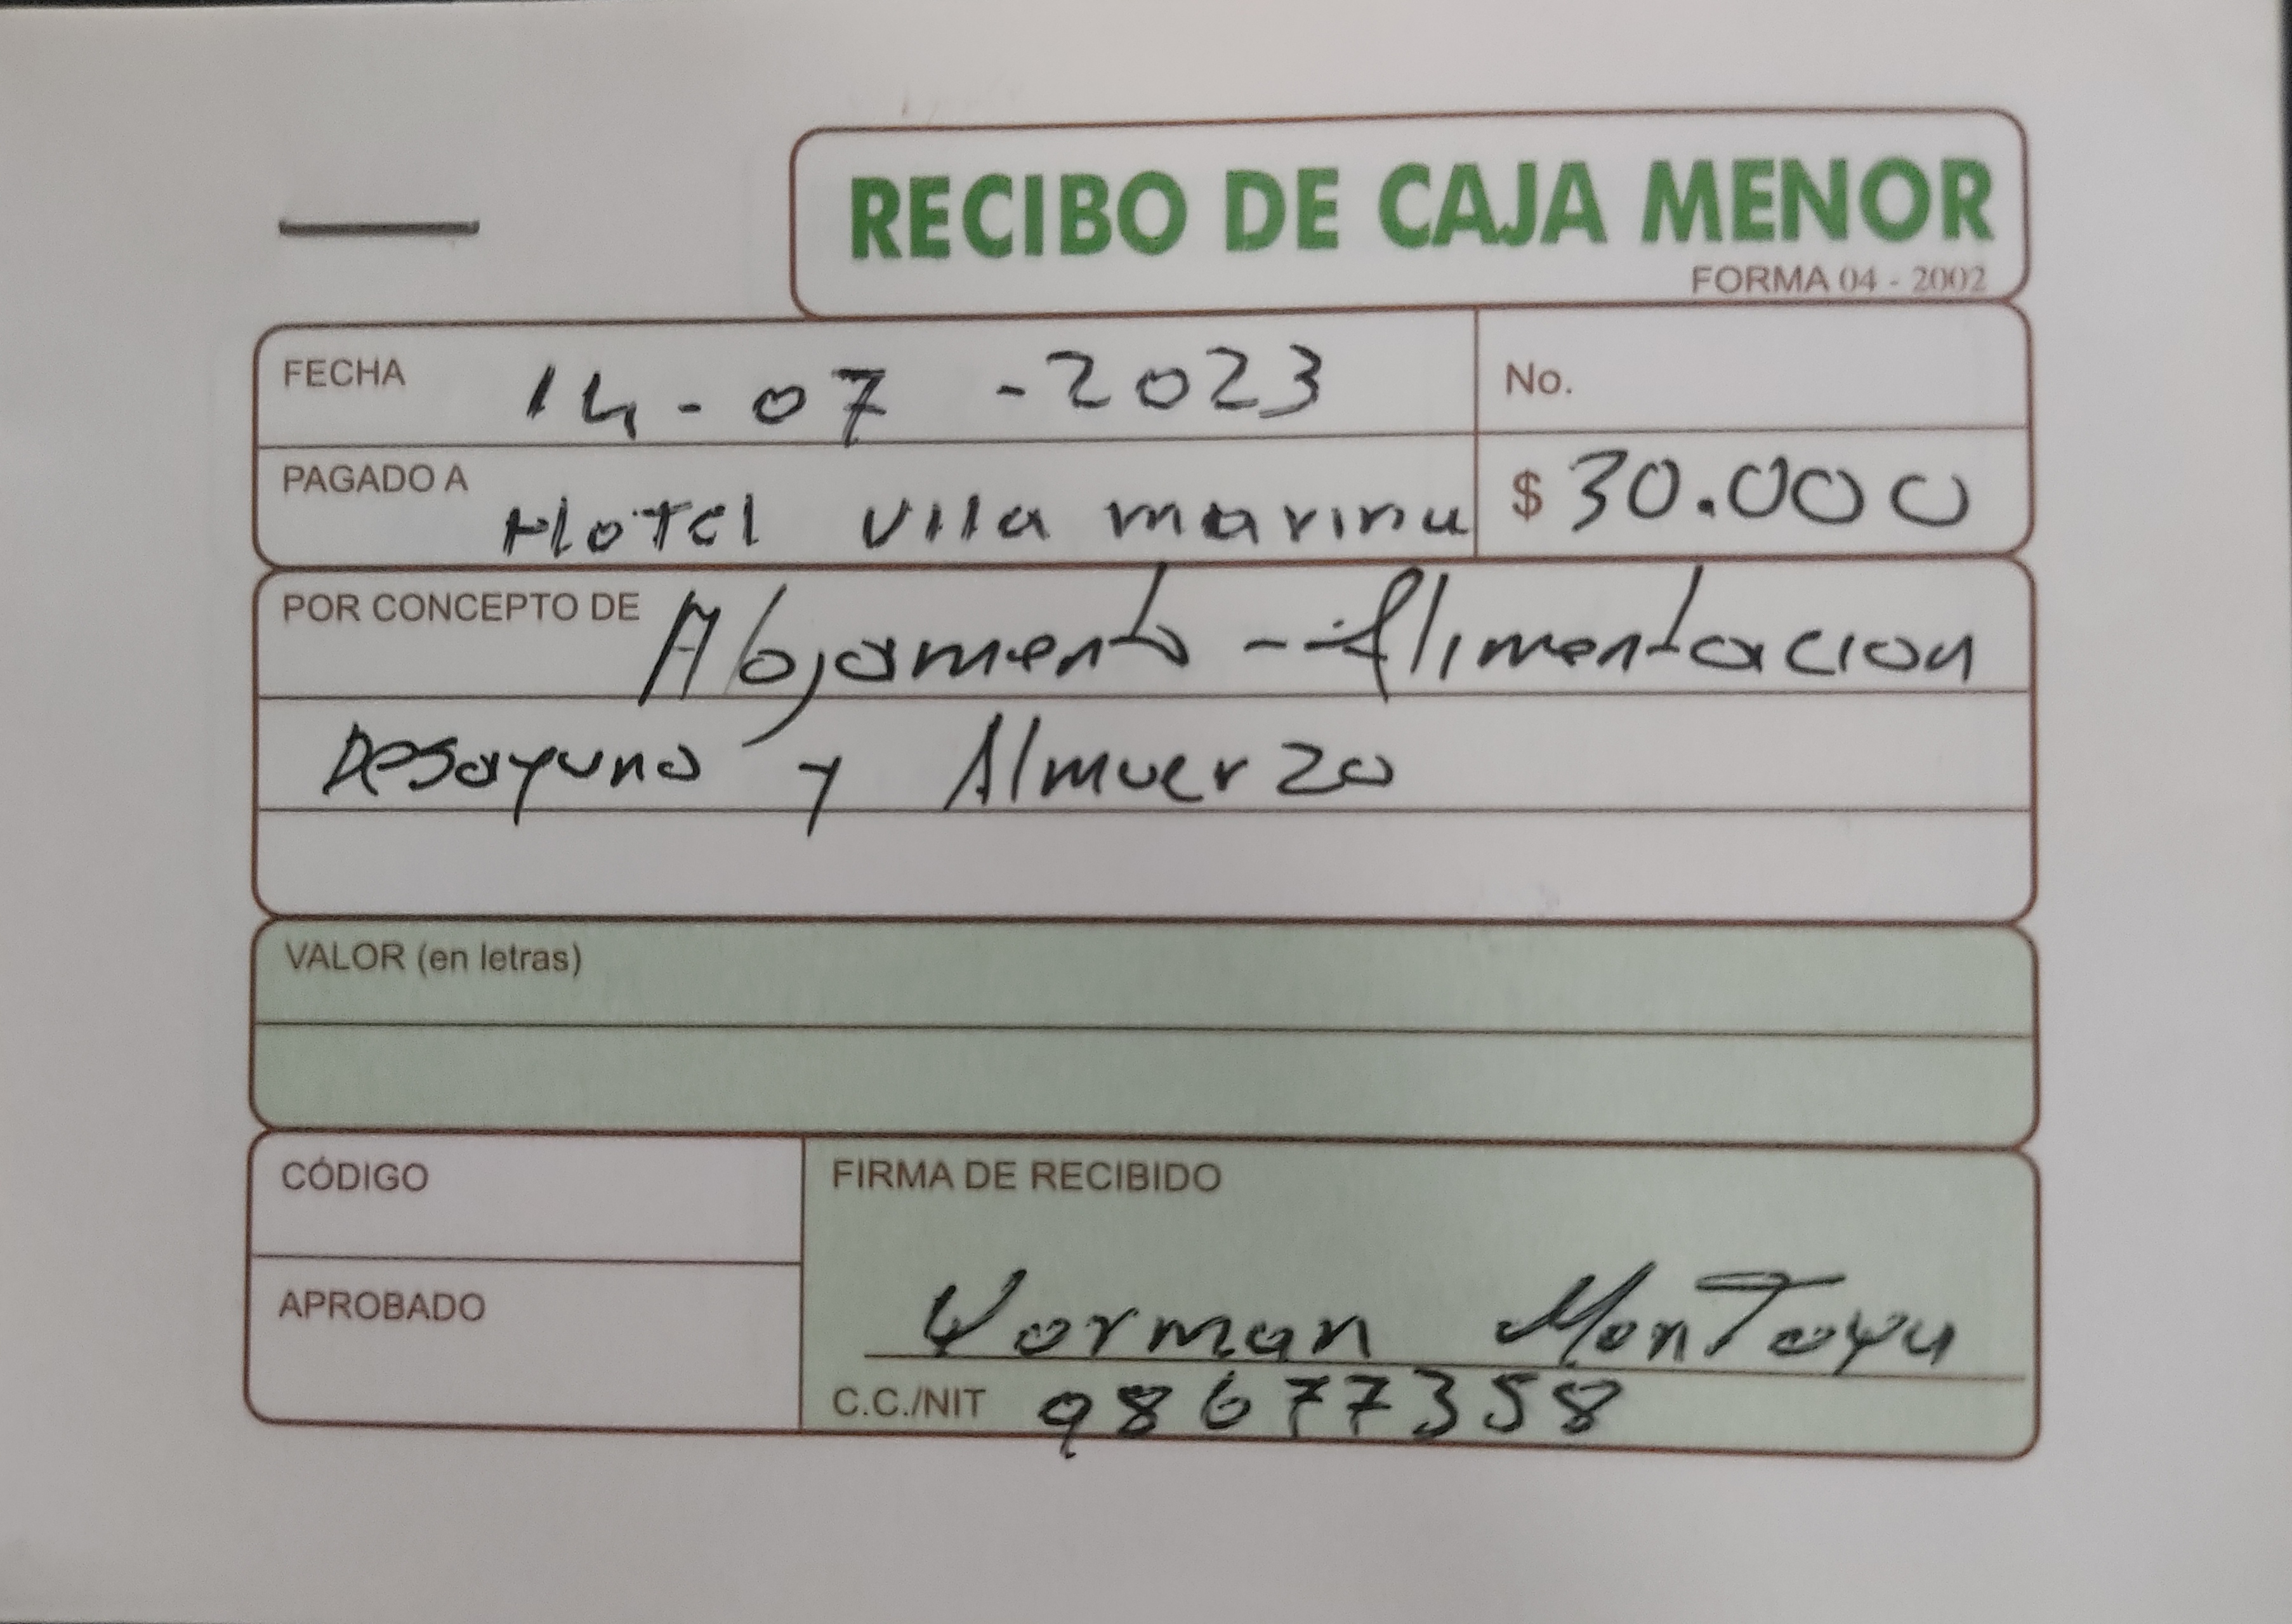 RECIBO DE CAJA MENOR
FORMA 04 - 2002
FECHA 14-07-2023 No.
PAGADO A Hotel vila marina $ 30.000
POR CONCEPTO DE Alojamento - Alimentacion
Desayuno y Almuerzo
VALOR (en letras)
CÓDIGO
FIRMA DE RECIBIDO
APROBADO
Norman Montoya
C.C./NIT 98677358